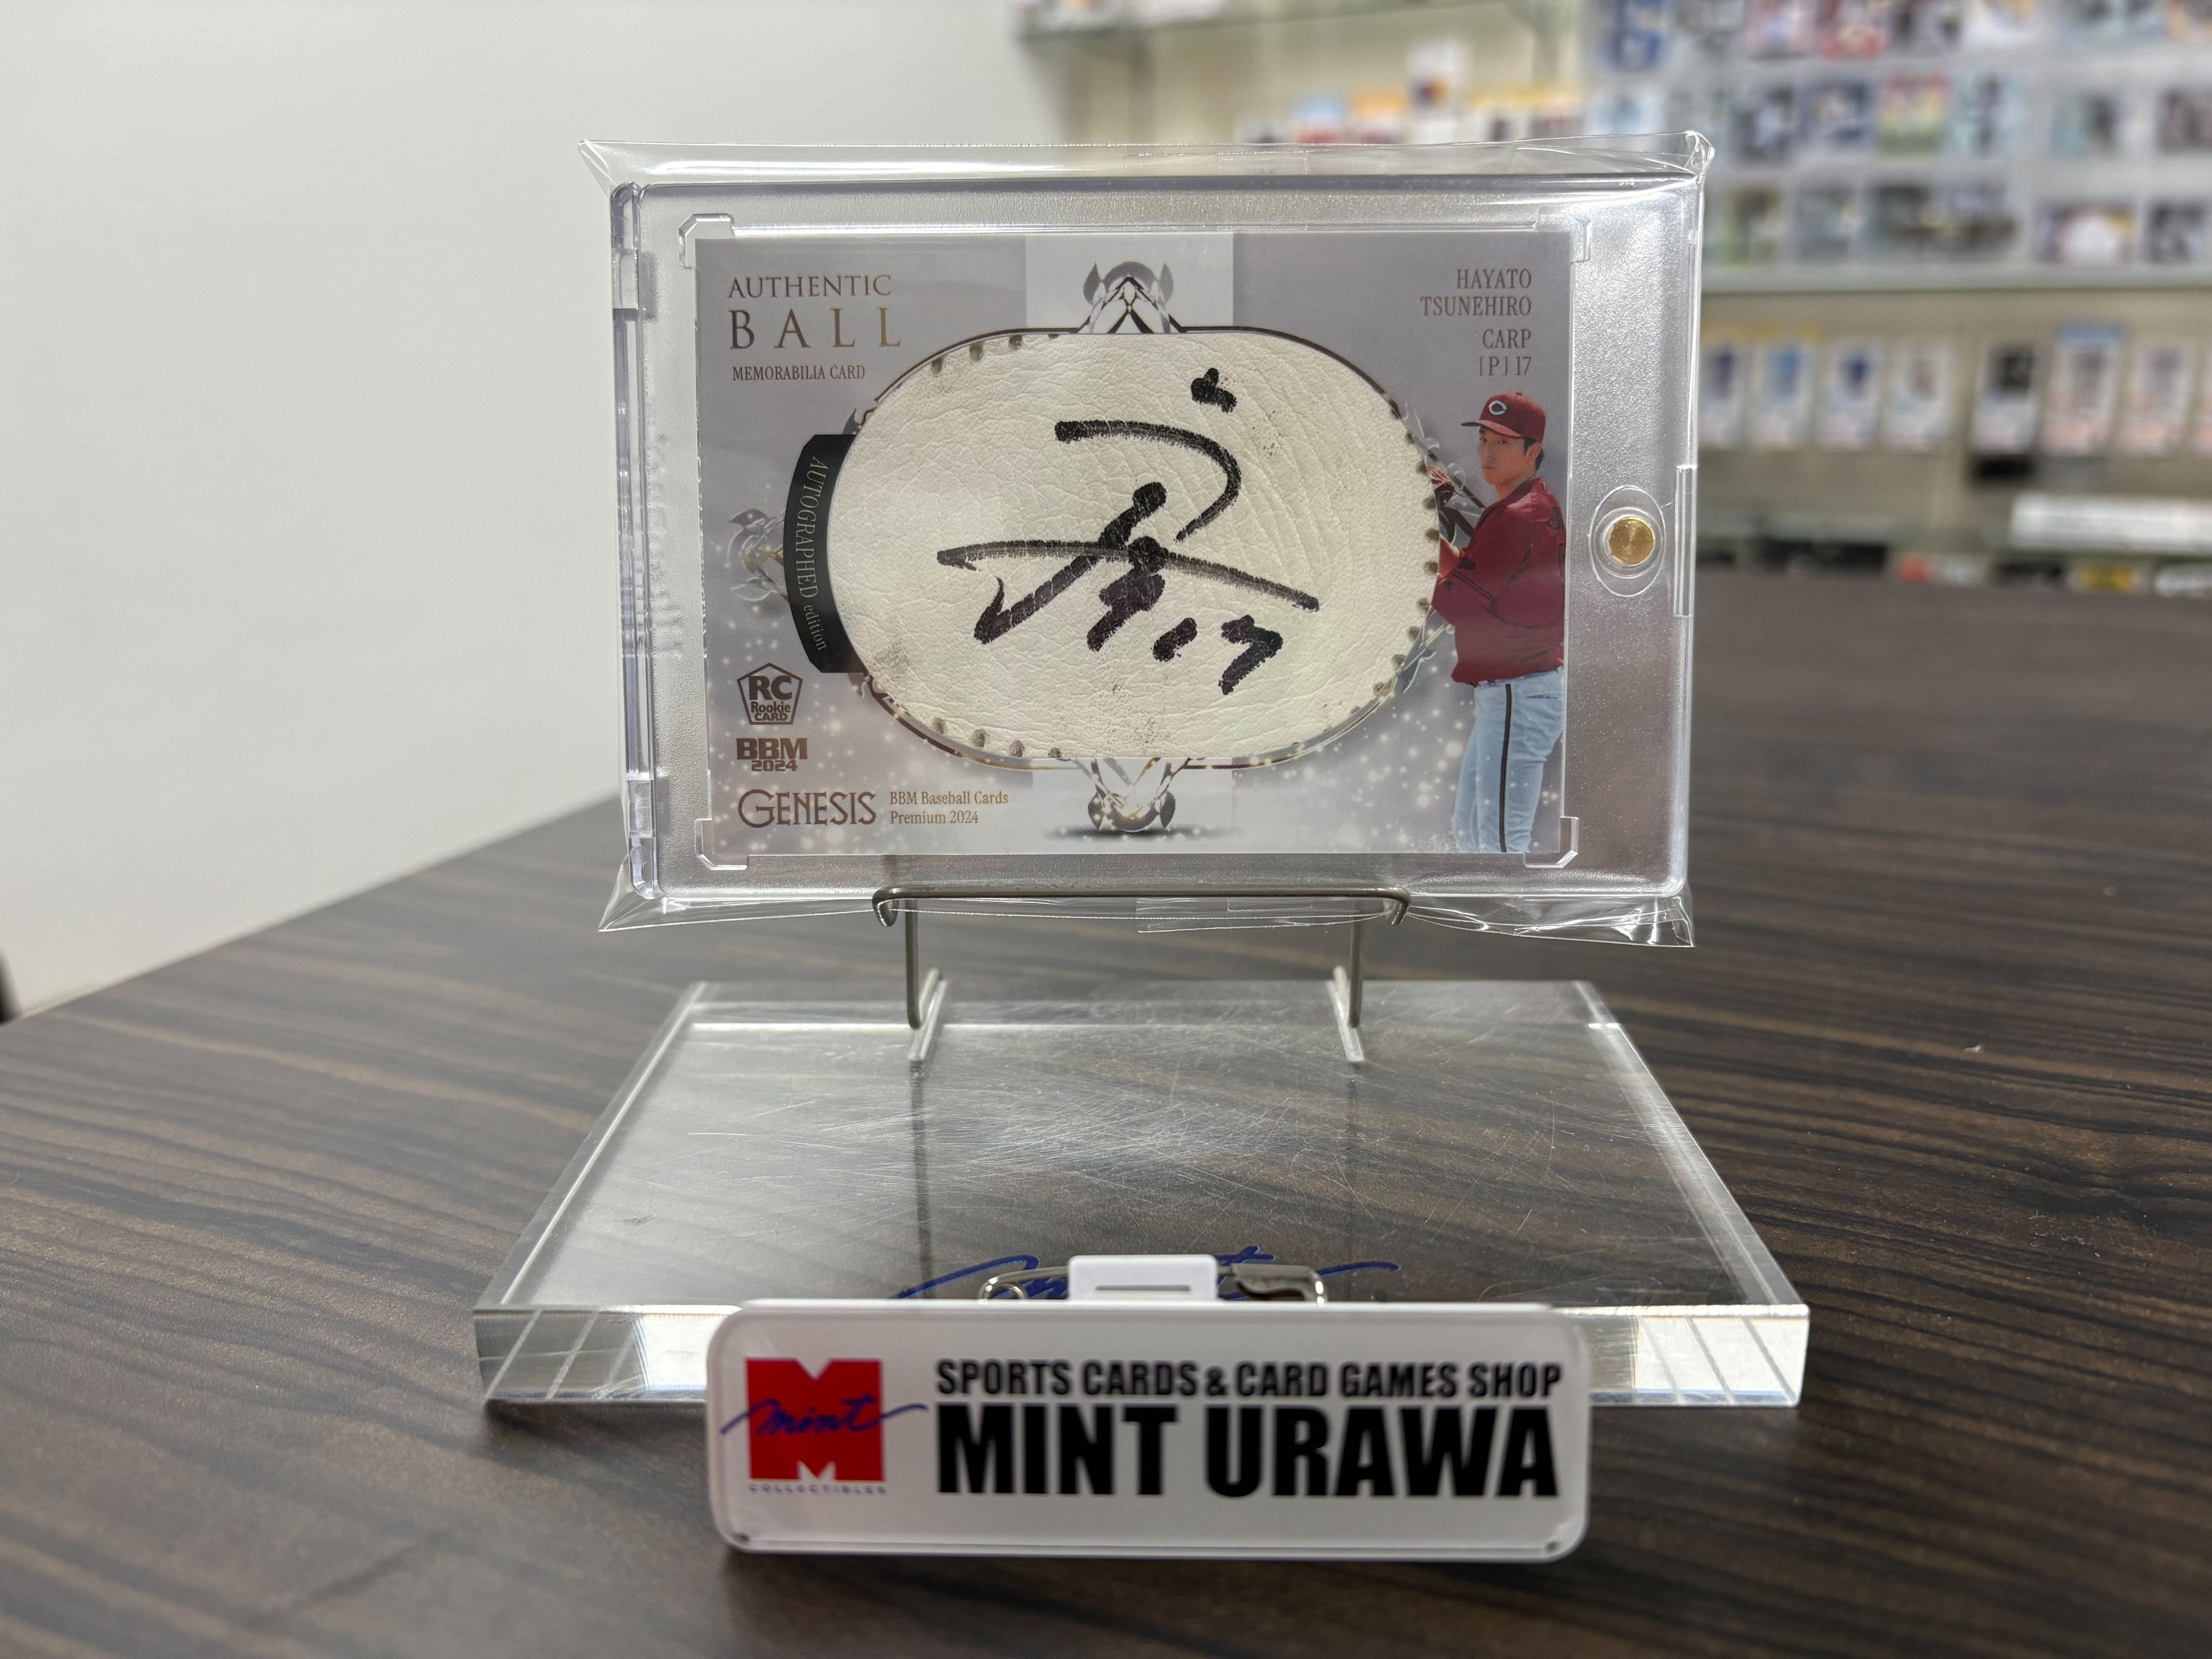 AUTHENTIC
BALL
MEMORABILIA CARD
HAYATO
TSUNEHIRO
CARP
[P] 17
AUTOGRAPHED edition
17
RC
Rookie
CARD
BBM
2024
GENESIS
BBM Baseball Cards
Premium 2024
mint
COLLECTIBLES
SPORTS CARDS & CARD GAMES SHOP
MINT URAWA